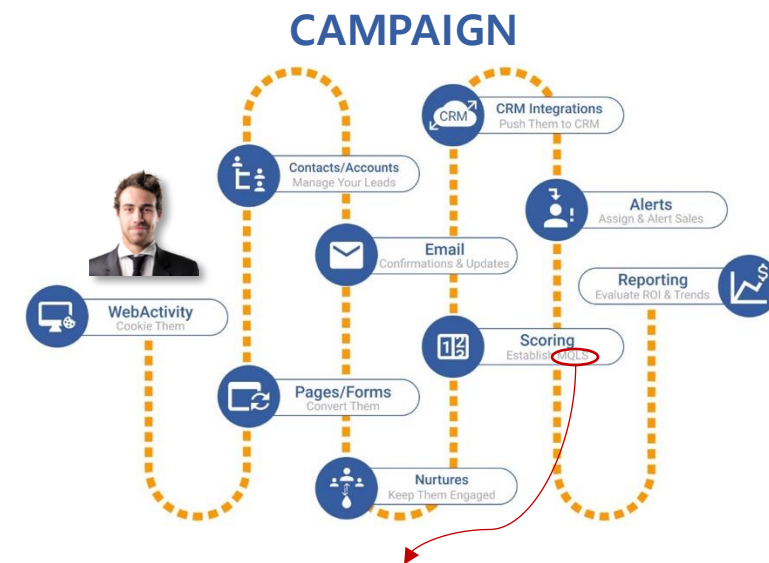 CAMPAIGN
WebActivity
Cookie Them
Pages/Forms
Convert Them
Contacts/Accounts
Manage Your Leads
Email
Confirmations & Updates
Nurtures
Keep Them Engaged
Scoring
Establish MQLS
12
CRM
CRM Integrations
Push Them to CRM
Alerts
Assign & Alert Sales
Reporting
Evaluate ROI & Trends
$